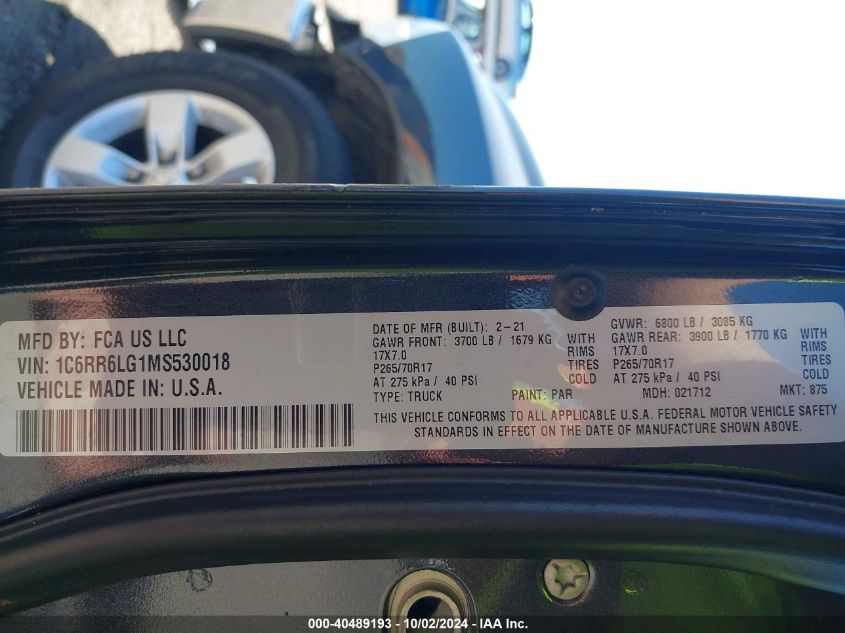 MFD BY: FCA US LLC
VIN: 1C6RR6LG1MS530018
VEHICLE MADE IN: U.S.A.
DATE OF MFR (BUILT): 2-21
GVWR: 6800 LB / 3085 KG
GAWR FRONT: 3700 LB / 1679 KG WITH
GAWR REAR: 3900 LB / 1770 KG WITH
17X7.0 RIMS
17X7.0 RIMS
P265/70R17 TIRES
P265/70R17 TIRES
AT 275 kPa / 40 PSI COLD
AT 275 kPa / 40 PSI COLD
TYPE: TRUCK PAINT: PAR MDH: 021712 MKT: 875
THIS VEHICLE CONFORMS TO ALL APPLICABLE U.S.A. FEDERAL MOTOR VEHICLE SAFETY
STANDARDS IN EFFECT ON THE DATE OF MANUFACTURE SHOWN ABOVE.
000-40489193 - 10/02/2024 - IAA Inc.